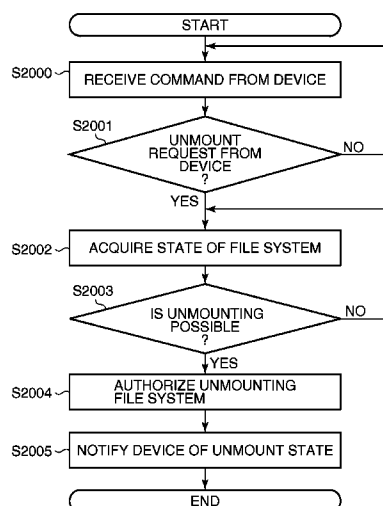 START
S2000
RECEIVE COMMAND FROM DEVICE
S2001
UNMOUNT
REQUEST FROM
DEVICE
?
NO
YES
S2002
ACQUIRE STATE OF FILE SYSTEM
S2003
IS UNMOUNTING
POSSIBLE
?
NO
YES
S2004
AUTHORIZE UNMOUNTING
FILE SYSTEM
S2005
NOTIFY DEVICE OF UNMOUNT STATE
END